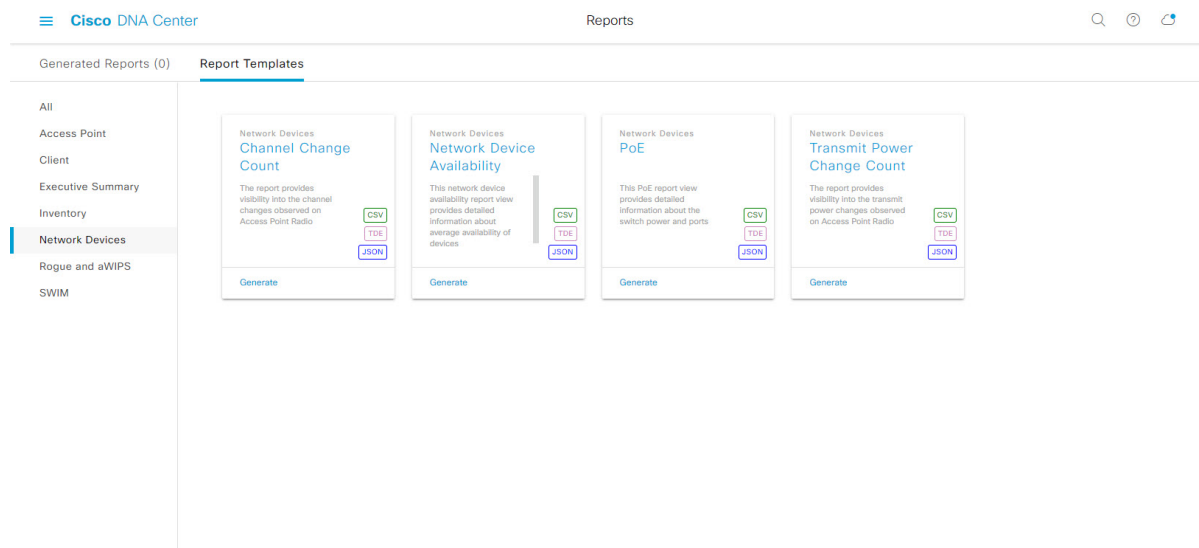 Cisco DNA Center
Reports
Generated Reports (0)
Report Templates
All
Access Point
Client
Executive Summary
Inventory
Network Devices
Rogue and aWIPS
SWIM
Network Devices
Channel Change
Count
The report provides
visibility into the channel
changes observed on
Access Point Radio
CSV
TDE
JSON
Generate
Network Devices
Network Device
Availability
This network device
availability report view
provides detailed
information about
average availability of
devices
CSV
TDE
JSON
Generate
Network Devices
PoE
This PoE report view
provides detailed
information about the
switch power and ports
CSV
TDE
JSON
Generate
Network Devices
Transmit Power
Change Count
The report provides
visibility into the transmit
power changes observed
on Access Point Radio
CSV
TDE
JSON
Generate